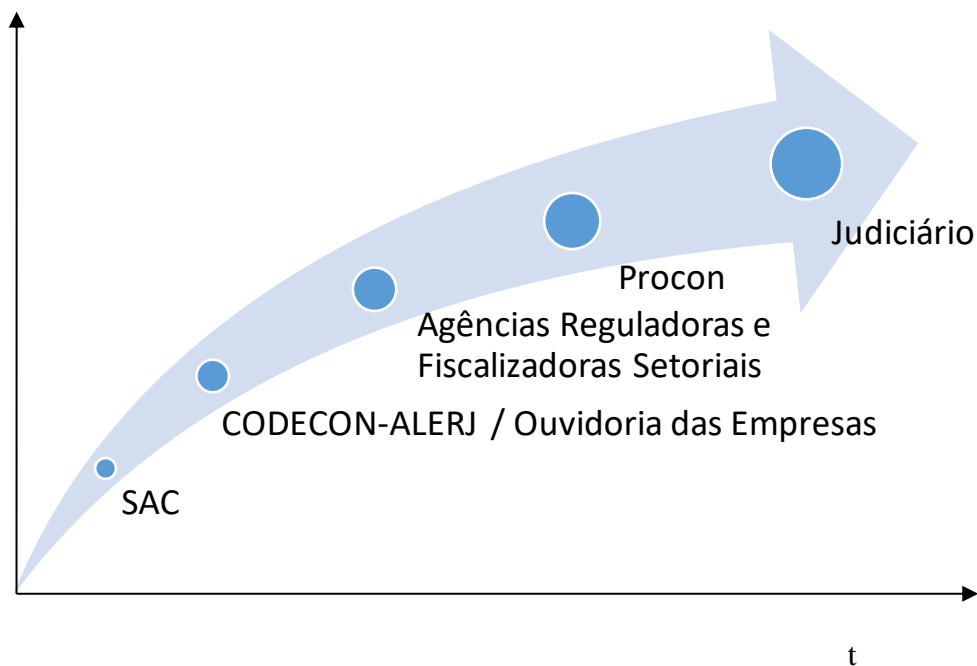 Judiciário
Procon
Agências Reguladoras e
Fiscalizadoras Setoriais
CODECON-ALERJ / Ouvidoria das Empresas
SAC
t